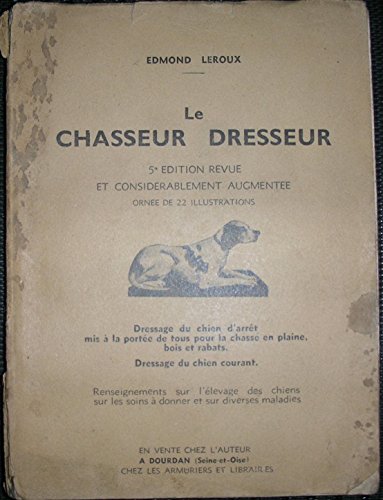 EDMOND LEROUX
Le
CHASSEUR DRESSEUR
5e EDITION REVUE
ET CONSIDERABLEMENT AUGMENTEE
ORNEE DE 22 ILLUSTRATIONS
Dressage du chien d'arrêt
mis à la portée de tous pour la chasse en plaine,
bois et rabats.
Dressage du chien courant.
Renseignements sur l'élevage des chiens
sur les soins à donner et sur diverses maladies
EN VENTE CHEZ L'AUTEUR
A DOURDAN (Seine-et-Oise)
CHEZ LES ARMURIERS ET LIBRAIRES